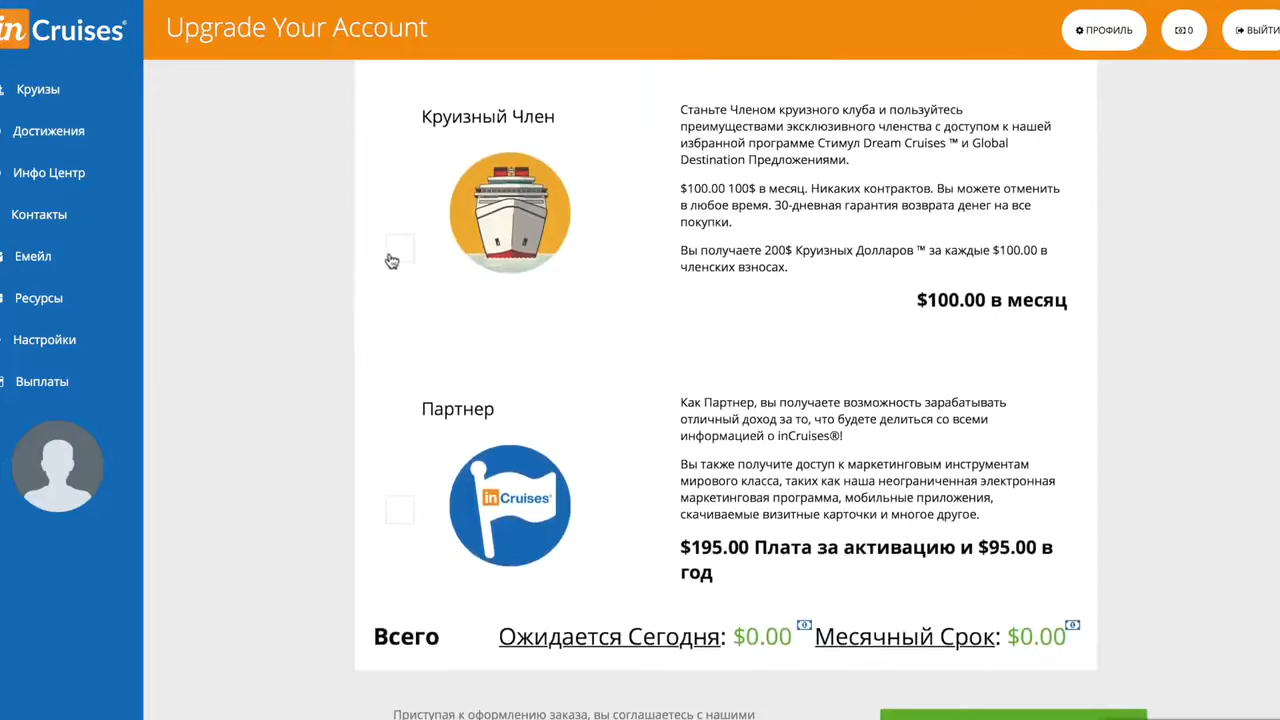 inCruises®
Upgrade Your Account
ПРОФИЛЬ
0
ВЫЙТИ
Круизы
Достижения
Инфо Центр
Контакты
Емейл
Ресурсы
Настройки
Выплаты
Круизный Член
Станьте Членом круизного клуба и пользуйтесь
преимуществами эксклюзивного членства с доступом к нашей
избранной программе Стимул Dream Cruises ™ и Global
Destination Предложениями.
$100.00 100$ в месяц. Никаких контрактов. Вы можете отменить
в любое время. 30-дневная гарантия возврата денег на все
покупки.
Вы получаете 200$ Круизных Долларов ™ за каждые $100.00 в
членских взносах.
$100.00 в месяц
Партнер
inCruises®
Как Партнер, вы получаете возможность зарабатывать
отличный доход за то, что будете делиться со всеми
информацией о inCruises®!
Вы также получите доступ к маркетинговым инструментам
мирового класса, таких как наша неограниченная электронная
маркетинговая программа, мобильные приложения,
скачиваемые визитные карточки и многое другое.
$195.00 Плата за активацию и $95.00 в
год
Всего
Ожидается Сегодня: $0.00
Месячный Срок: $0.00
Приступая к оформлению заказа, вы соглашаетесь с нашими